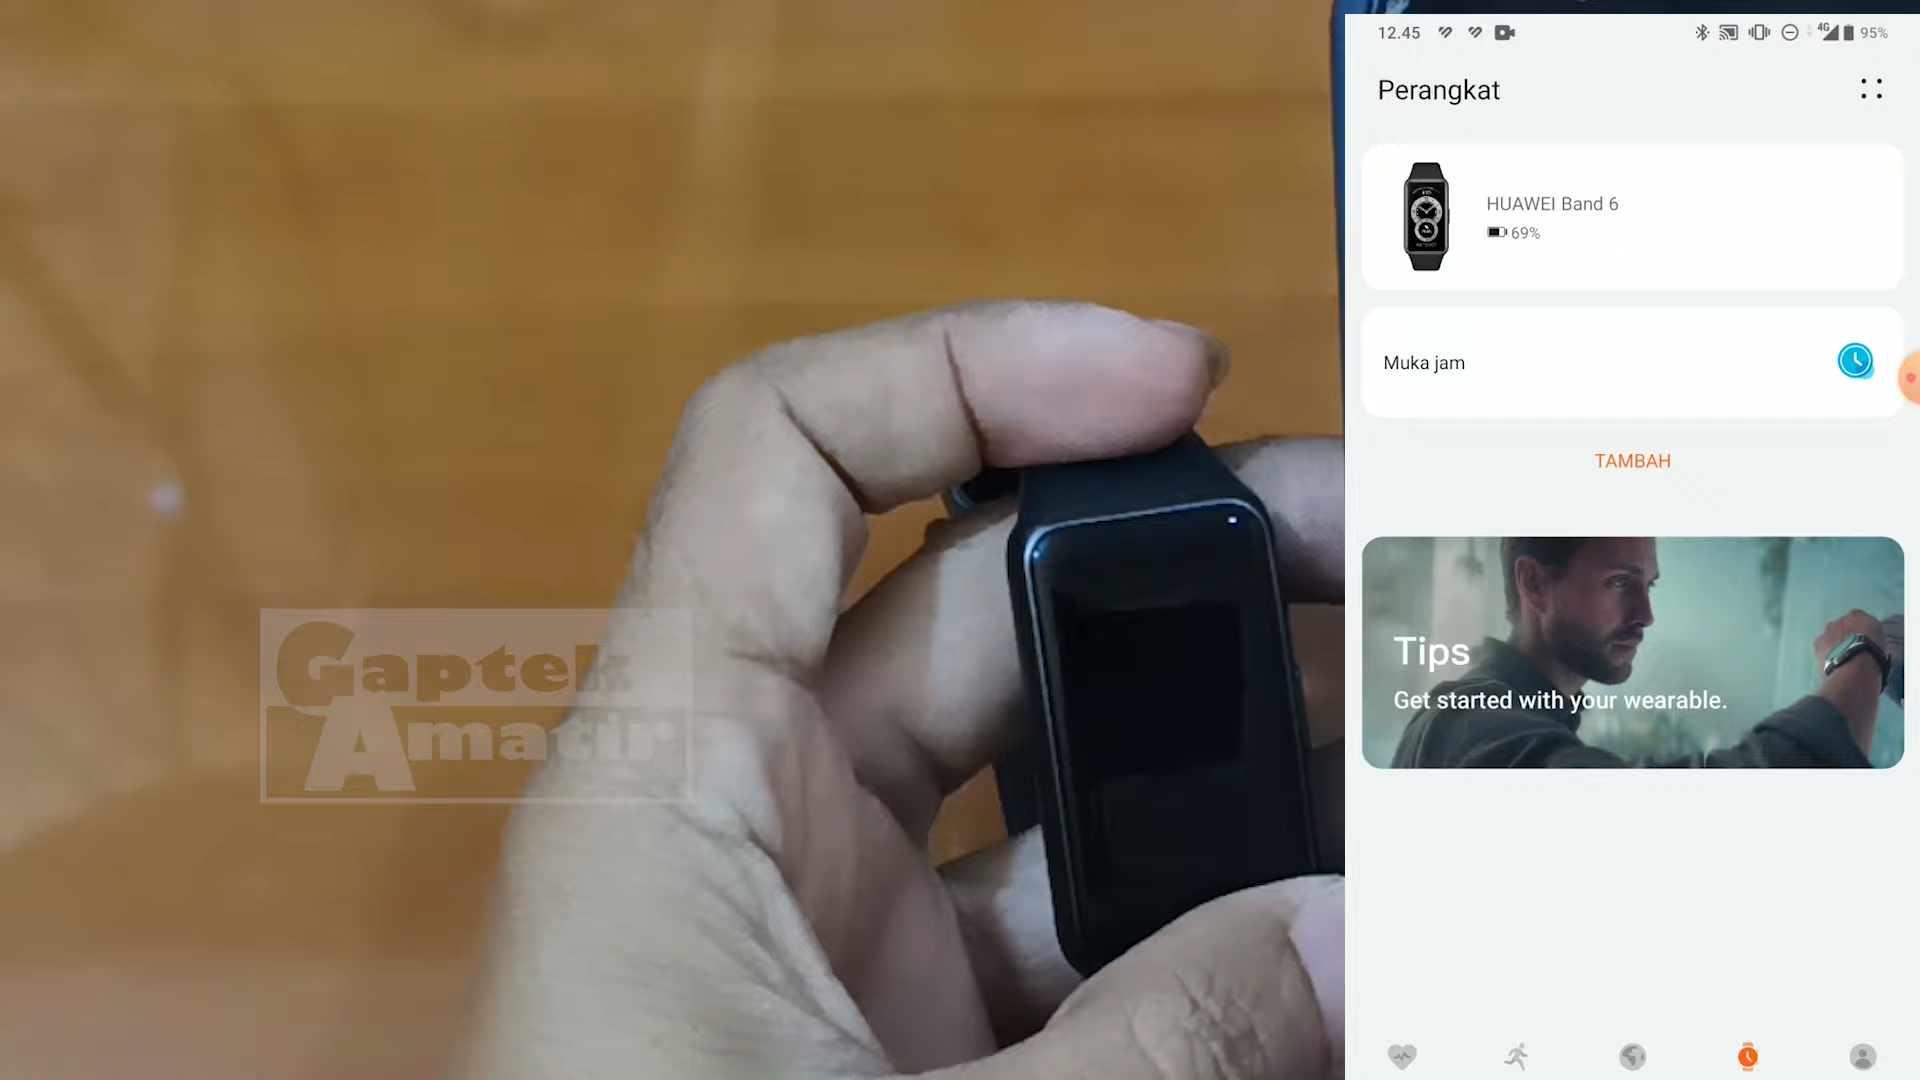 12.45
4G
95%
Perangkat
HUAWEI Band 6
69%
Muka jam
TAMBAH
Tips
Get started with your wearable.
Gaptek
Amatir